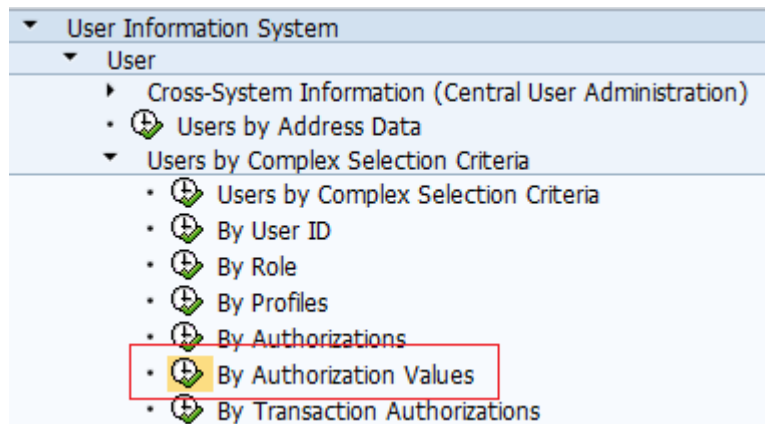 User Information System
User
Cross-System Information (Central User Administration)
Users by Address Data
Users by Complex Selection Criteria
Users by Complex Selection Criteria
By User ID
By Role
By Profiles
By Authorizations
By Authorization Values
By Transaction Authorizations